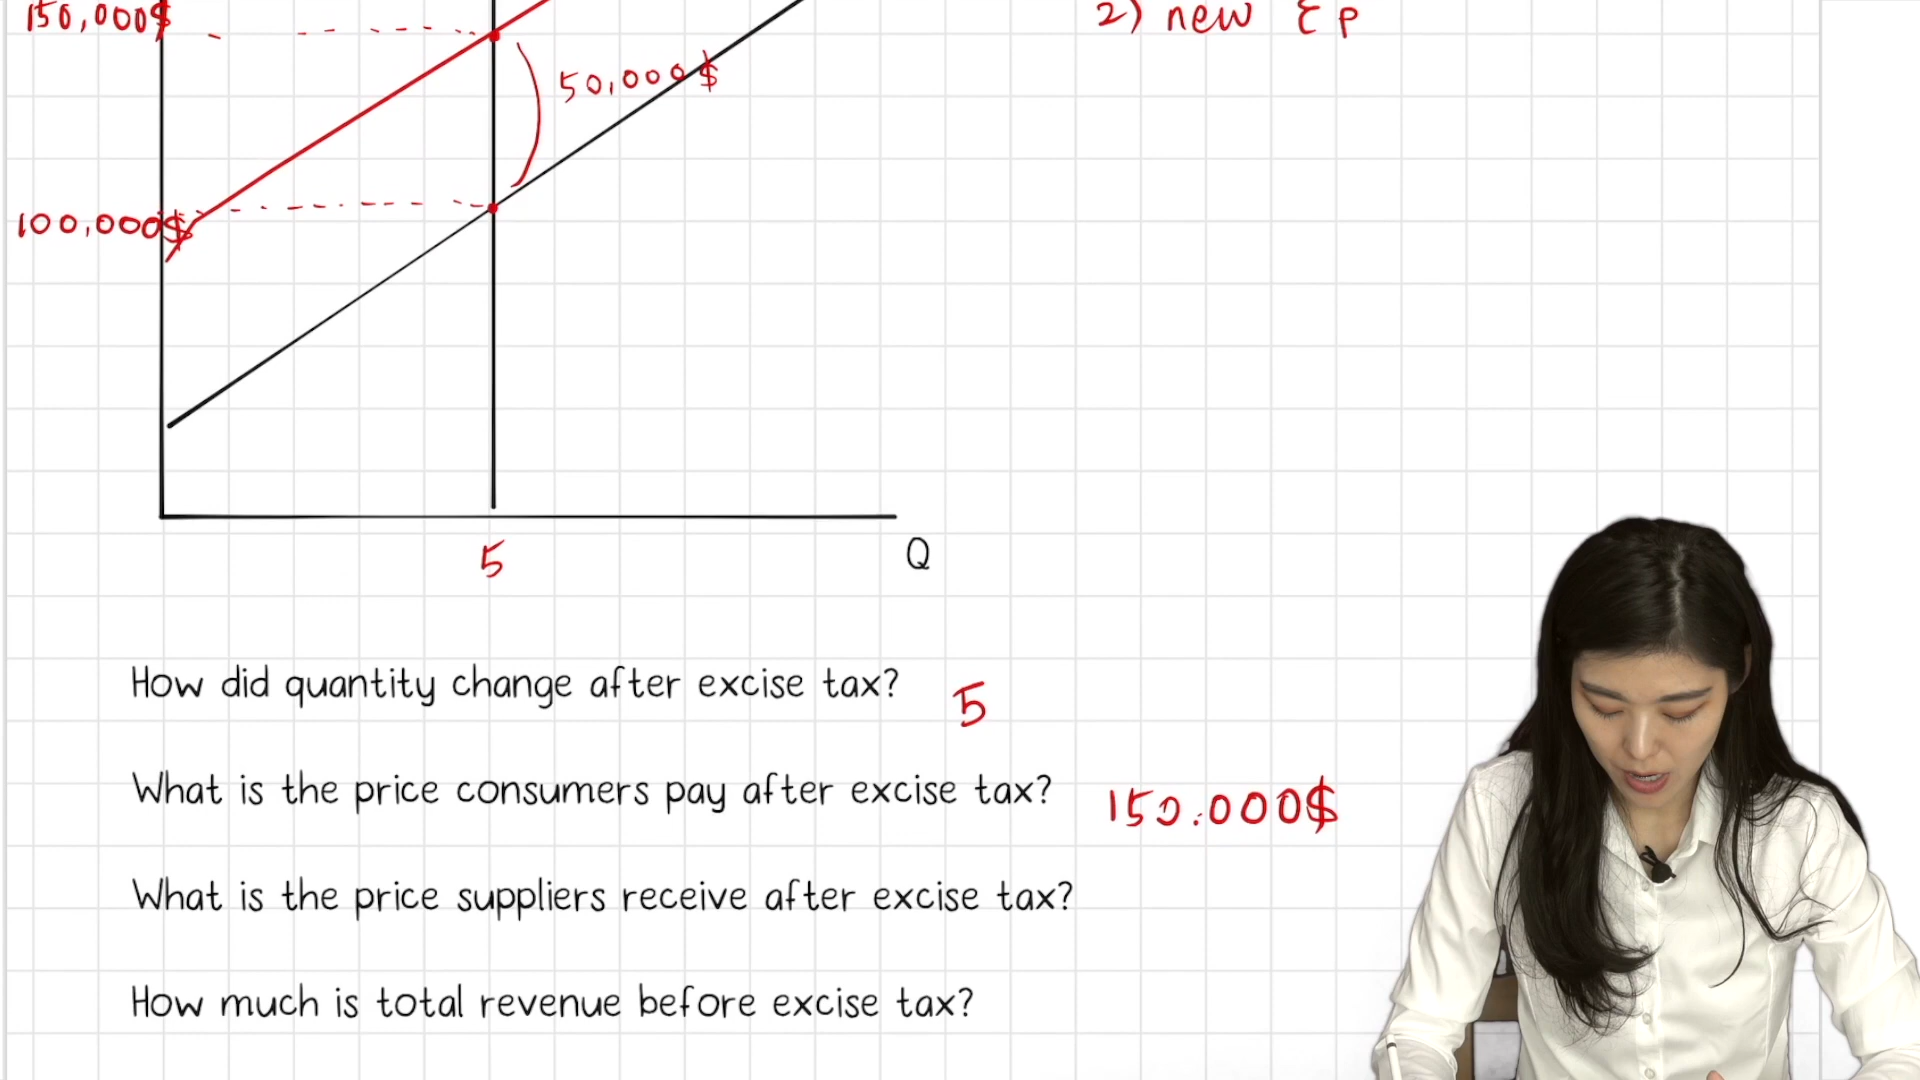 150,000$
2) new Ep
50,000$
100,000$
5
Q
How did quantity change after excise tax? 5
What is the price consumers pay after excise tax? 150.000$
What is the price suppliers receive after excise tax?
How much is total revenue before excise tax?